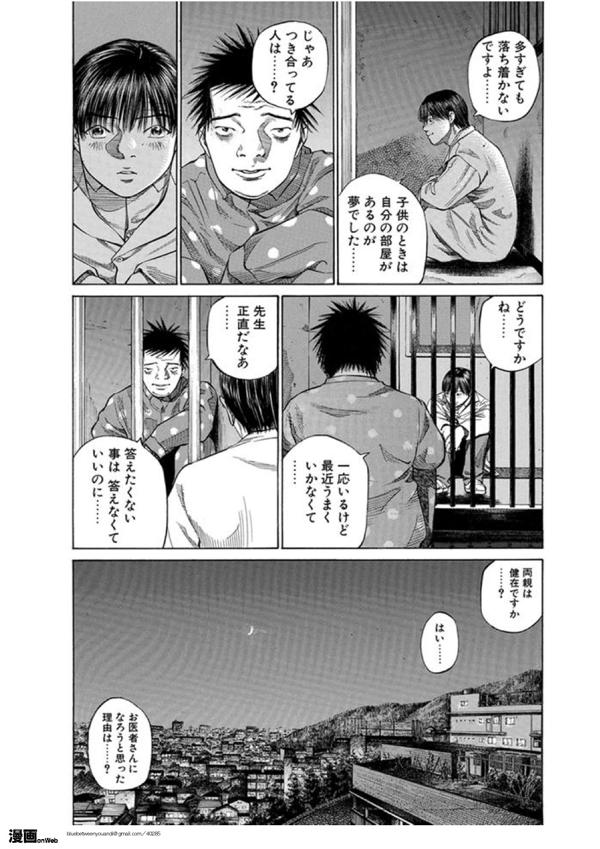 多すぎても
落ち着かない
ですよ……
子供のときは
自分の部屋が
あるのが
夢でした……
じゃあ
つき合ってる
人は……？
どうですか
ね……
一応いるけど
最近うまく
いかなくて
先生
正直だなあ
……
答えたくない
事は 答えなくて
いいのに……
両親は
健在ですか
……？
はい……
お医者さんに
なろうと思った
理由は……？
漫画onWeb
bluebetweenyouandi@gmail.com/40285